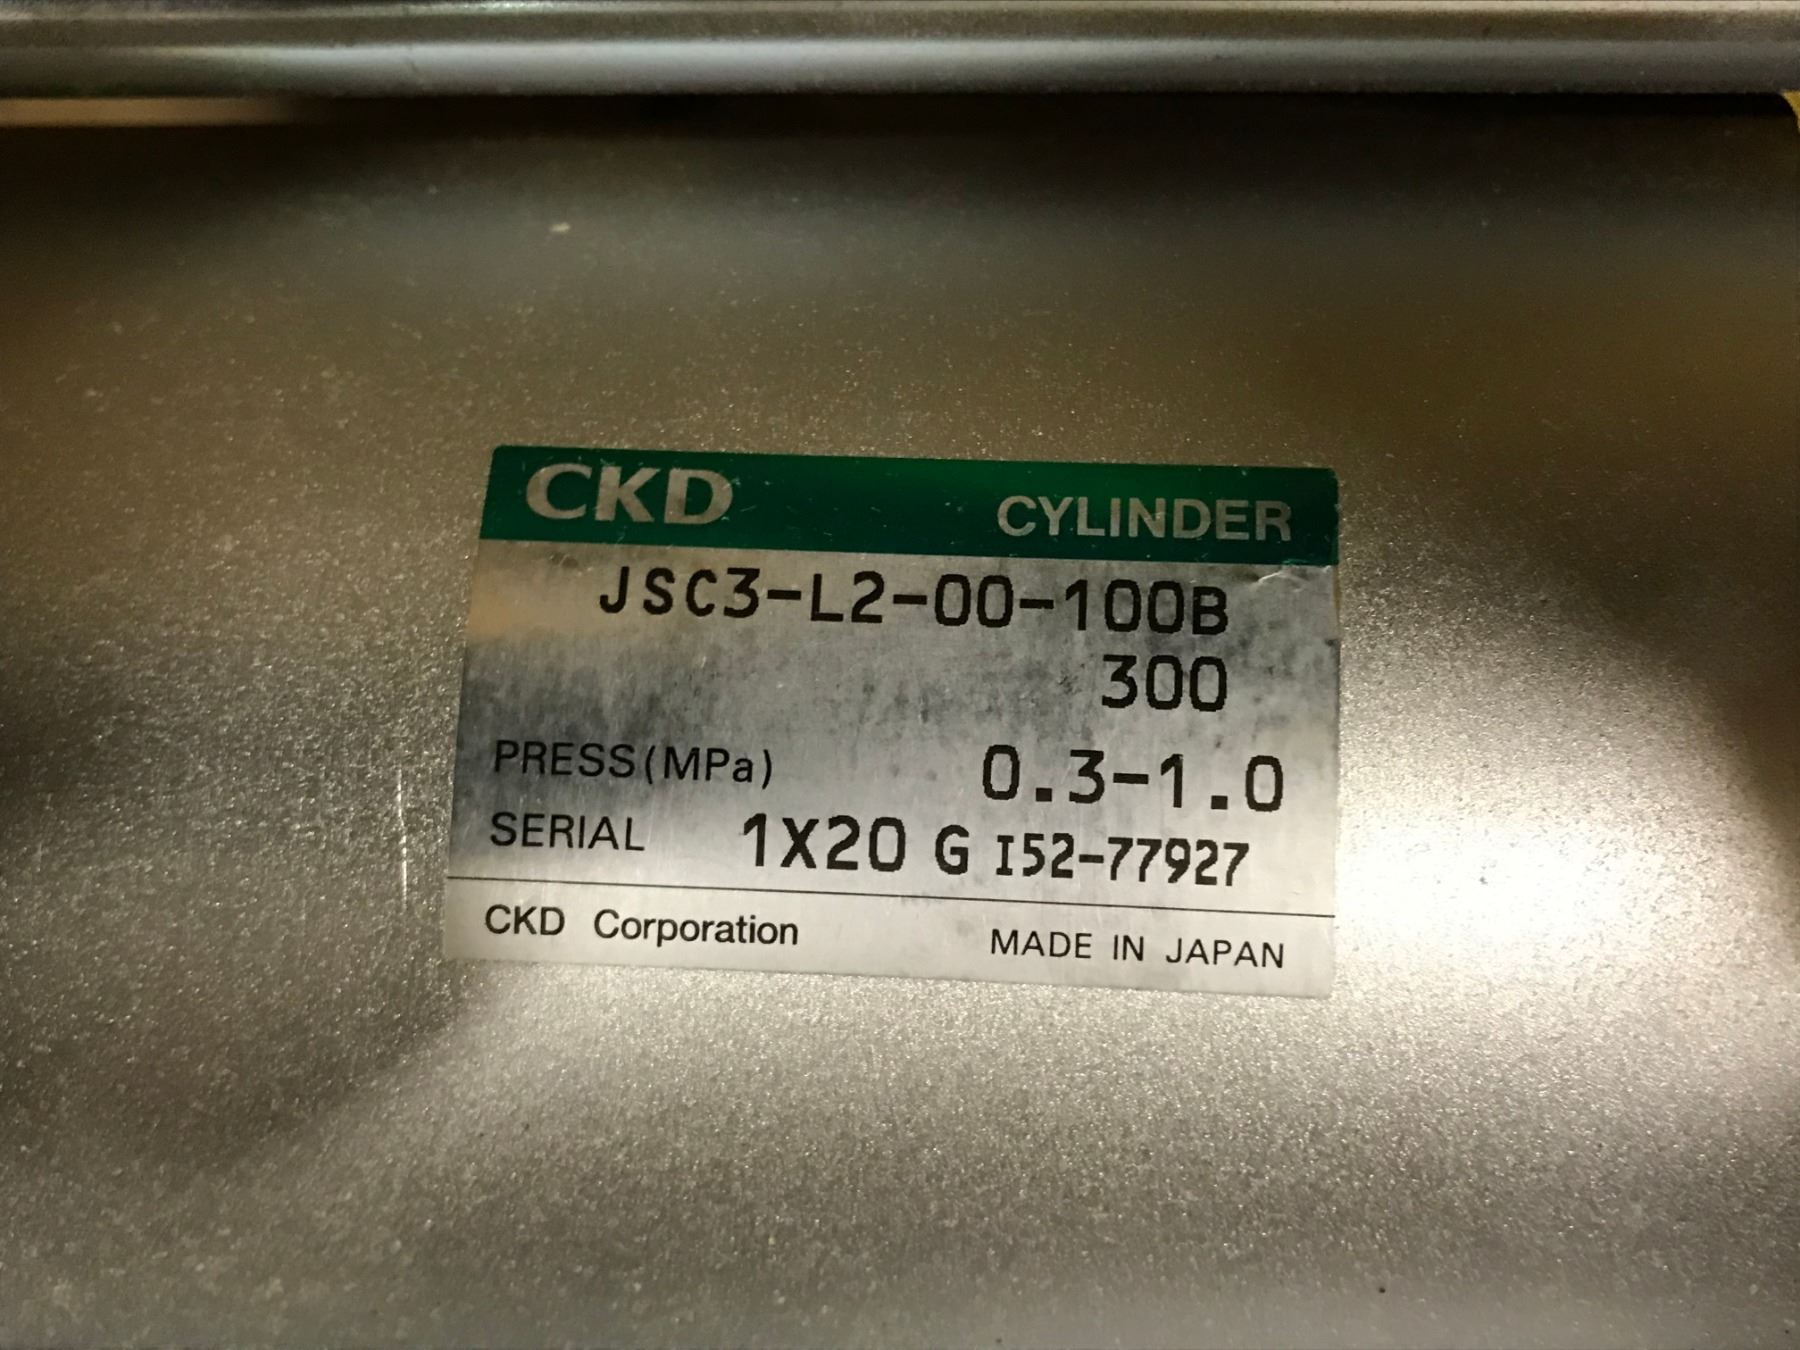 CKD CYLINDER
JSC3-L2-00-100B
300
PRESS(MPa) 0.3-1.0
SERIAL 1X20 G I52-77927
CKD Corporation MADE IN JAPAN